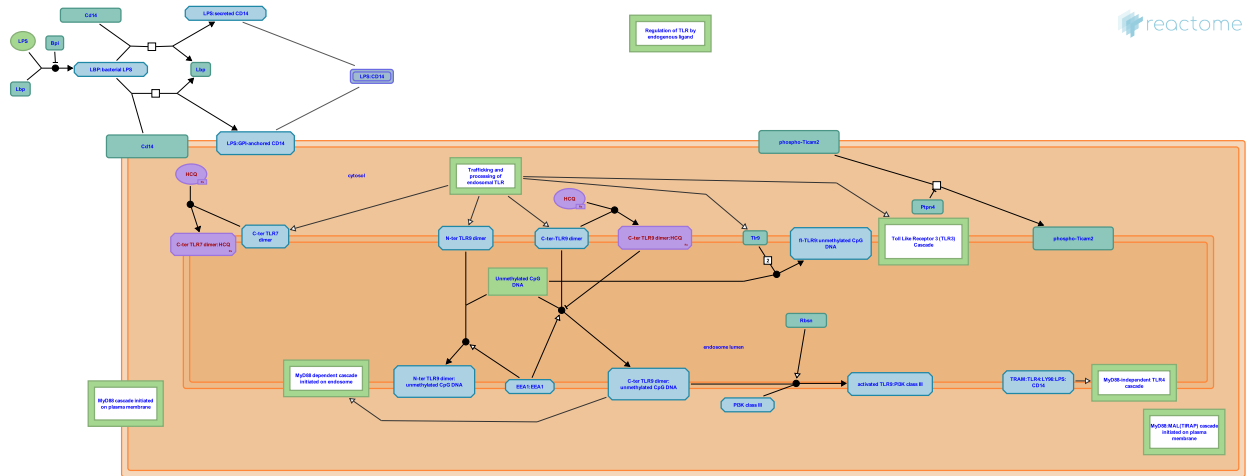 Cd14
LPS:secreted CD14
Regulation of TLR by
endogenous ligand
reactome
LPS
Bpi
LBP:bacterial LPS
Lbp
LPS:CD14
Lbp
Cd14
LPS:GPI-anchored CD14
phospho-Ticam2
HCQ
cytosol
Trafficking and
processing of
endosomal TLR
HCQ
Ptpn4
C-ter TLR7
dimer
C-ter TLR7 dimer:HCQ
N-ter TLR9 dimer
C-ter-TLR9 dimer
C-ter TLR9 dimer:HCQ
Tlr9
fl-TLR9:unmethylated CpG
DNA
Toll Like Receptor 3 (TLR3)
Cascade
phospho-Ticam2
2
Unmethylated CpG
DNA
Rbsn
endosome lumen
MyD88 dependent cascade
initiated on endosome
N-ter TLR9 dimer:
unmethylated CpG DNA
EEA1:EEA1
C-ter TLR9 dimer:
unmethylated CpG DNA
PI3K class III
activated TLR9:PI3K class III
TRAM:TLR4:LY96:LPS:
CD14
MyD88-independent TLR4
cascade
MyD88 cascade initiated
on plasma membrane
MyD88:MAL(TIRAP) cascade
initiated on plasma
membrane